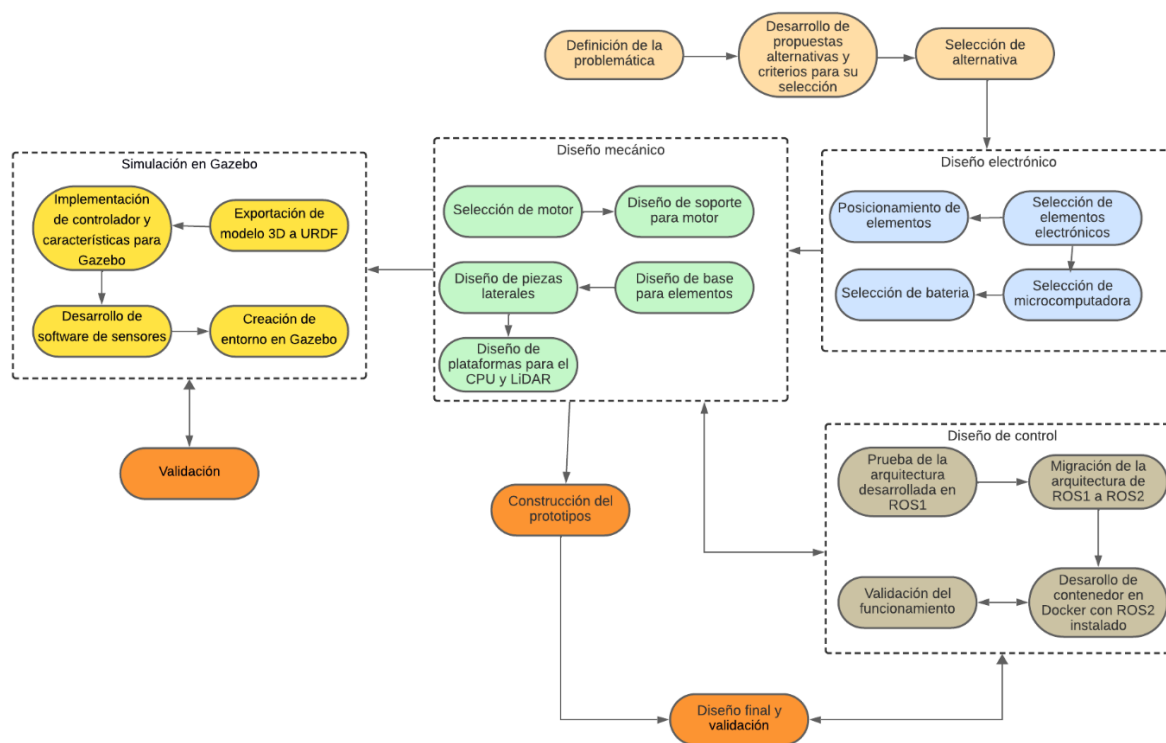 Definición de la
problemática
Desarrollo de
propuestas
alternativas y
criterios para su
selección
Selección de
alternativa
Simulación en Gazebo
Implementación
de controlador y
característícas para
Gazebo
Exportación de
modelo 3D a URDF
Desarrollo de
software de sensores
Creación de
entorno en Gazebo
Validación
Diseño mecánico
Selección de motor
Diseño de soporte
para motor
Diseño de piezas
laterales
Diseño de base
para elementos
Diseño de
plataformas para el
CPU y LiDAR
Diseño electrónico
Posicionamiento de
elementos
Selección de
elementos
electrónicos
Selección de bateria
Selección de
microcomputadora
Construcción del
prototipos
Diseño de control
Prueba de la
arquitectura
desarrollada en
ROS1
Migración de la
arquitectura de
ROS1 a ROS2
Validación del
funcionamiento
Desarollo de
contenedor en
Docker con ROS2
instalado
Diseño final y
validación